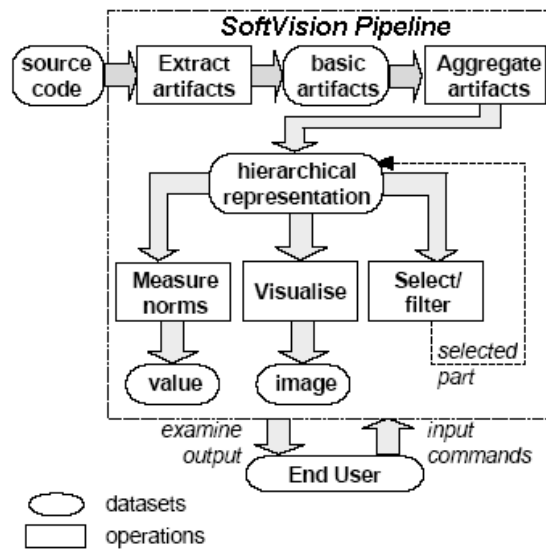 SoftVision Pipeline
source
code
Extract
artifacts
basic
artifacts
Aggregate
artifacts
hierarchical
representation
Measure
norms
Visualise
Select/
filter
selected
part
value
image
examine
output
input
commands
End User
datasets
operations